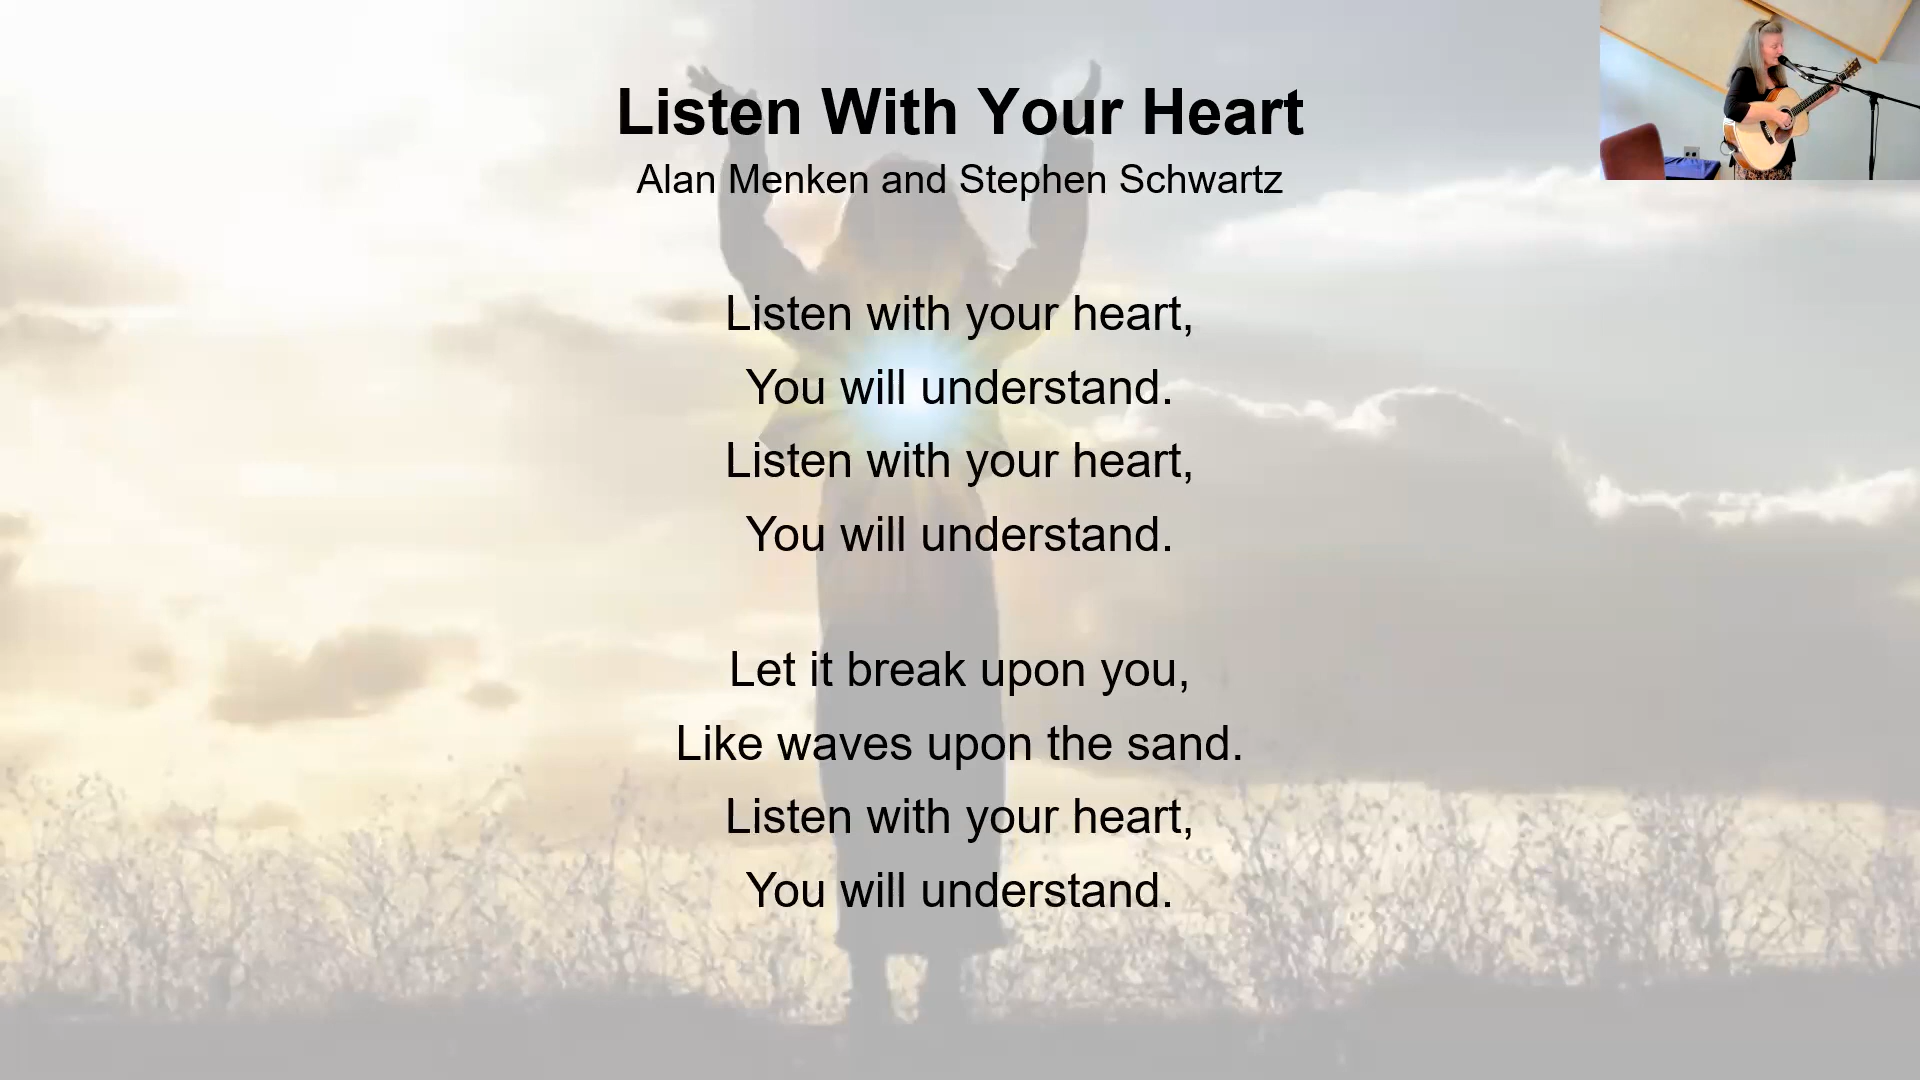 Listen With Your Heart
Alan Menken and Stephen Schwartz
Listen with your heart,
You will understand.
Listen with your heart,
You will understand.
Let it break upon you,
Like waves upon the sand.
Listen with your heart,
You will understand.